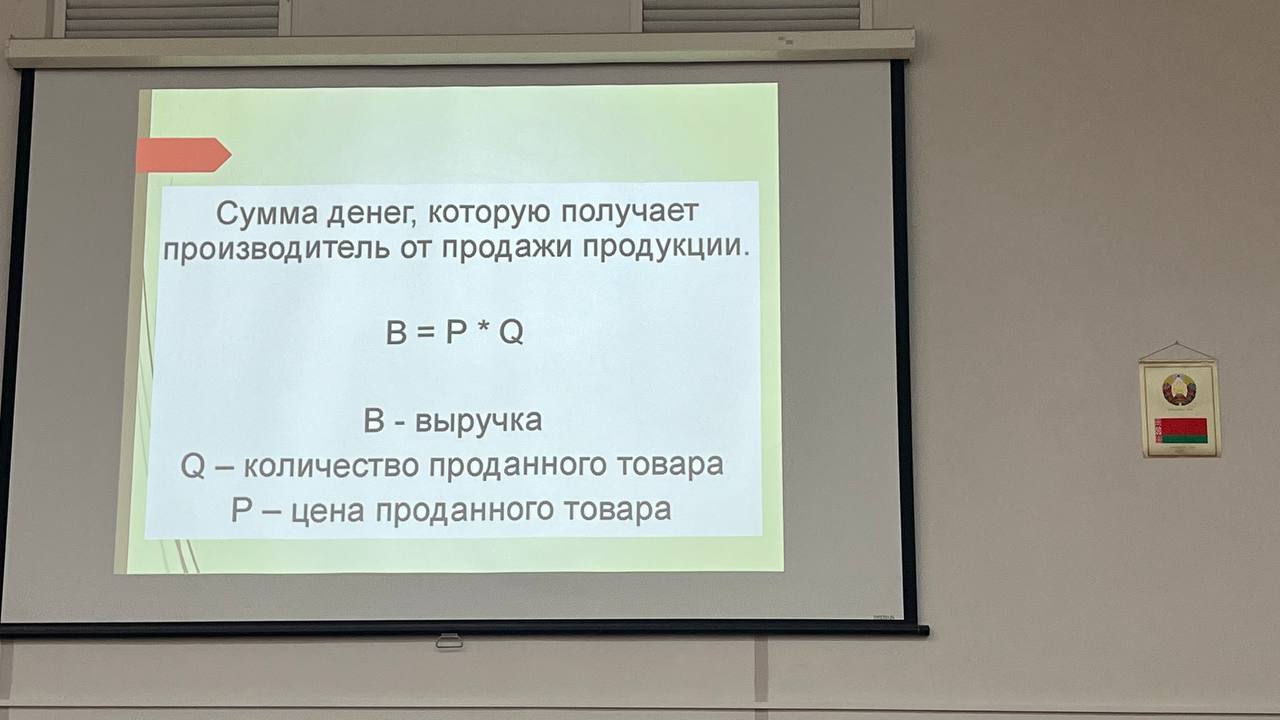 Сумма денег, которую получает
производитель от продажи продукции.
B = P * Q
В - выручка
Q – количество проданного товара
P – цена проданного товара